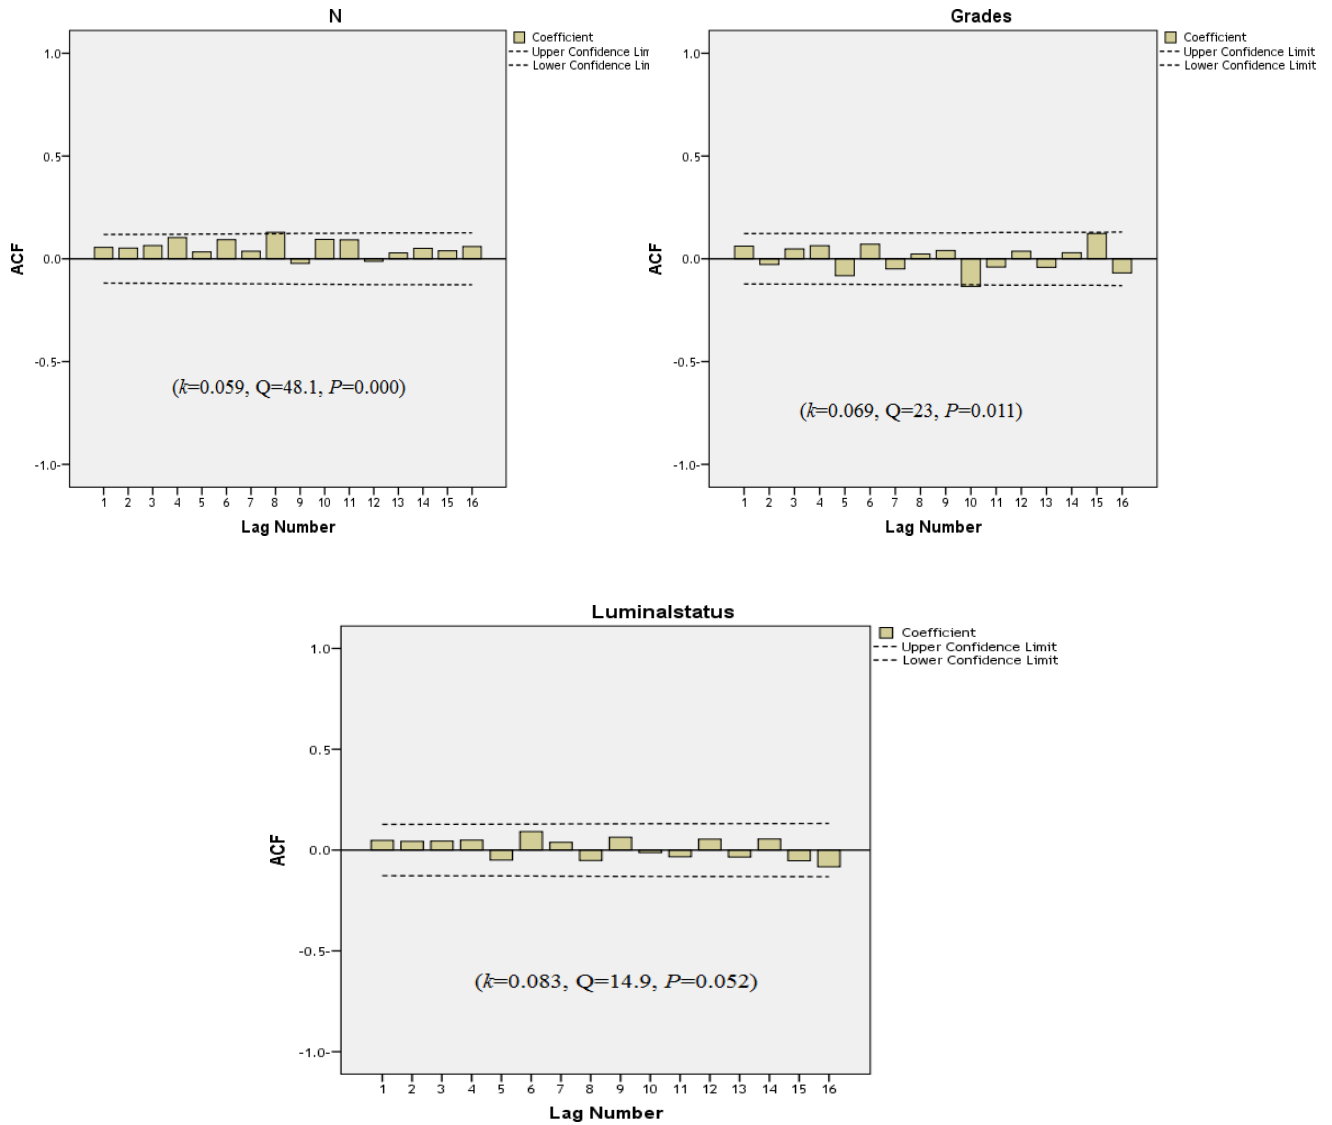 N
Coefficient
Upper Confidence Lim
Lower Confidence Lin
1.0
0.5
0.0
-0.5
-1.0
ACF
(k=0.059, Q=48.1, P=0.000)
1 2 3 4 5 6 7 8 9 10 11 12 13 14 15 16
Lag Number
Grades
Coefficient
Upper Confidence Limit
Lower Confidence Limit
1.0
0.5
0.0
-0.5
-1.0
ACF
(k=0.069, Q=23, P=0.011)
1 2 3 4 5 6 7 8 9 10 11 12 13 14 15 16
Lag Number
Luminalstatus
Coefficient
Upper Confidence Limit
Lower Confidence Limit
1.0
0.5
0.0
-0.5
-1.0
ACF
(k=0.083, Q=14.9, P=0.052)
1 2 3 4 5 6 7 8 9 10 11 12 13 14 15 16
Lag Number